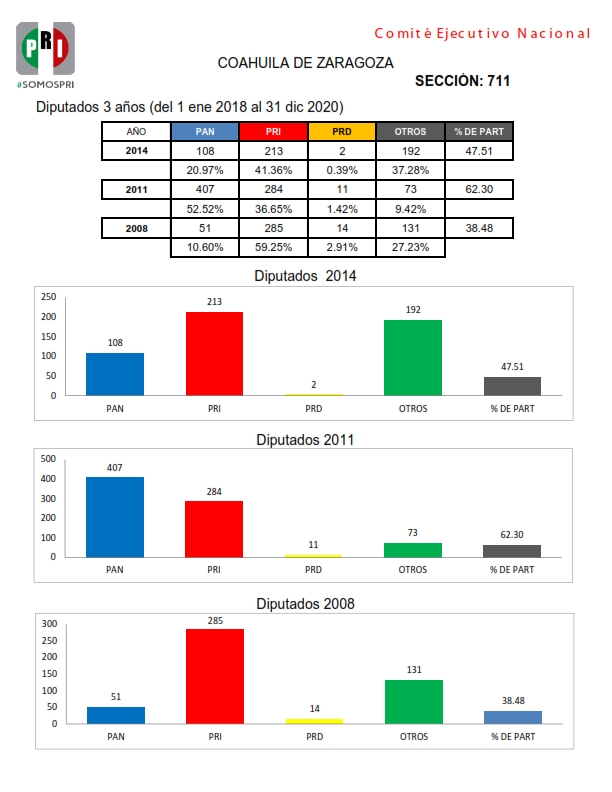 Comité Ejecutivo Nacional
PRI
#SOMOSPRI
COAHUILA DE ZARAGOZA
SECCIÓN: 711
Diputados 3 años (del 1 ene 2018 al 31 dic 2020)
AÑO PAN PRI PRD OTROS % DE PART
2014 108 213 2 192 47.51
20.97% 41.36% 0.39% 37.28%
2011 407 284 11 73 62.30
52.52% 36.65% 1.42% 9.42%
2008 51 285 14 131 38.48
10.60% 59.25% 2.91% 27.23%
Diputados 2014
250
200
150
100
50
0
108 213 2 192 47.51
PAN PRI PRD OTROS % DE PART
Diputados 2011
500
400
300
200
100
0
407 284 11 73 62.30
PAN PRI PRD OTROS % DE PART
Diputados 2008
300
250
200
150
100
50
0
51 285 14 131 38.48
PAN PRI PRD OTROS % DE PART